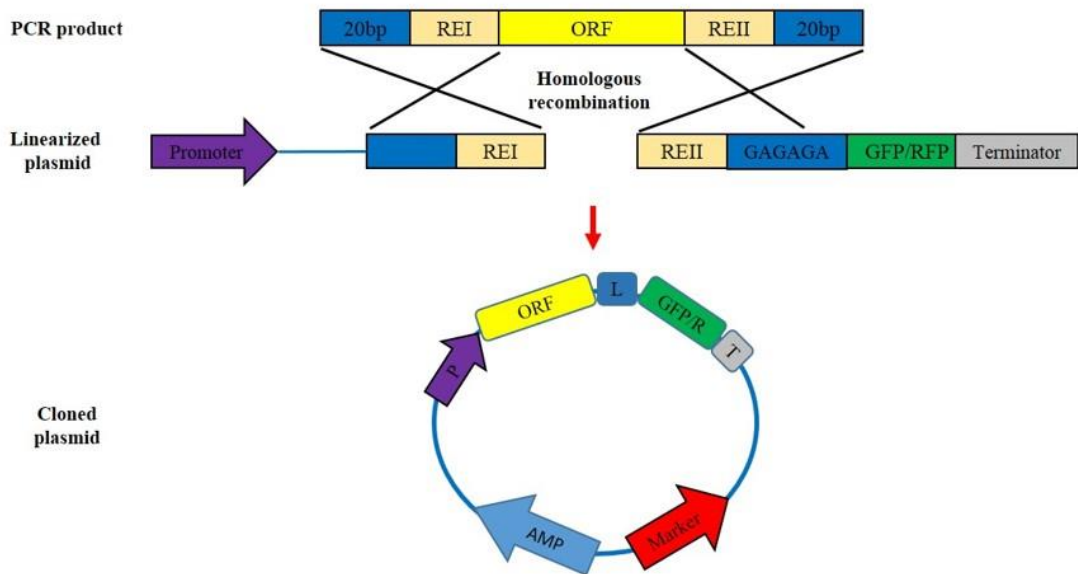 PCR product
20bp REI ORF REII 20bp
Homologous
recombination
Linearized
plasmid
Promoter
REI
REII GAGAGA GFP/RFP Terminator
P ORF L GFP/R T
Cloned
plasmid
AMP Marker